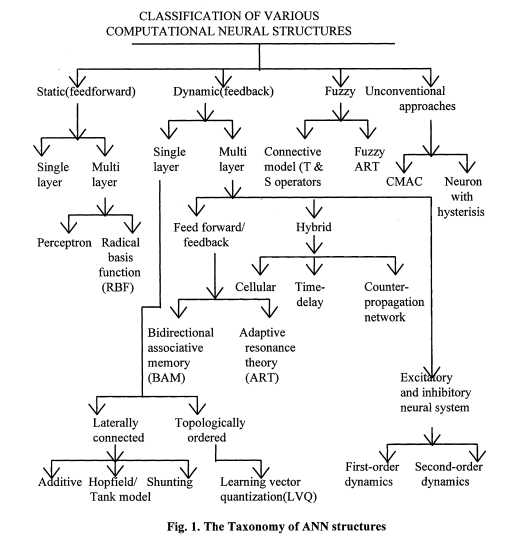 CLASSIFICATION OF VARIOUS
COMPUTATIONAL NEURAL STRUCTURES
Static(feedforward)
Dynamic(feedback)
Fuzzy
Unconventional
approaches
Single
layer
Multi
layer
Single
layer
Multi
layer
Connective
model (T &
S operators
Fuzzy
ART
CMAC
Neuron
with
hysterisis
Perceptron
Radical
basis
function
(RBF)
Feed forward/
feedback
Hybrid
Cellular
Time-
delay
Counter-
propagation
network
Bidirectional
associative
memory
(BAM)
Adaptive
resonance
theory
(ART)
Excitatory
and inhibitory
neural system
Laterally
connected
Topologically
ordered
Additive
Hopfield/
Tank model
Shunting
Learning vector
quantization(LVQ)
First-order
dynamics
Second-order
dynamics
Fig. 1. The Taxonomy of ANN structures